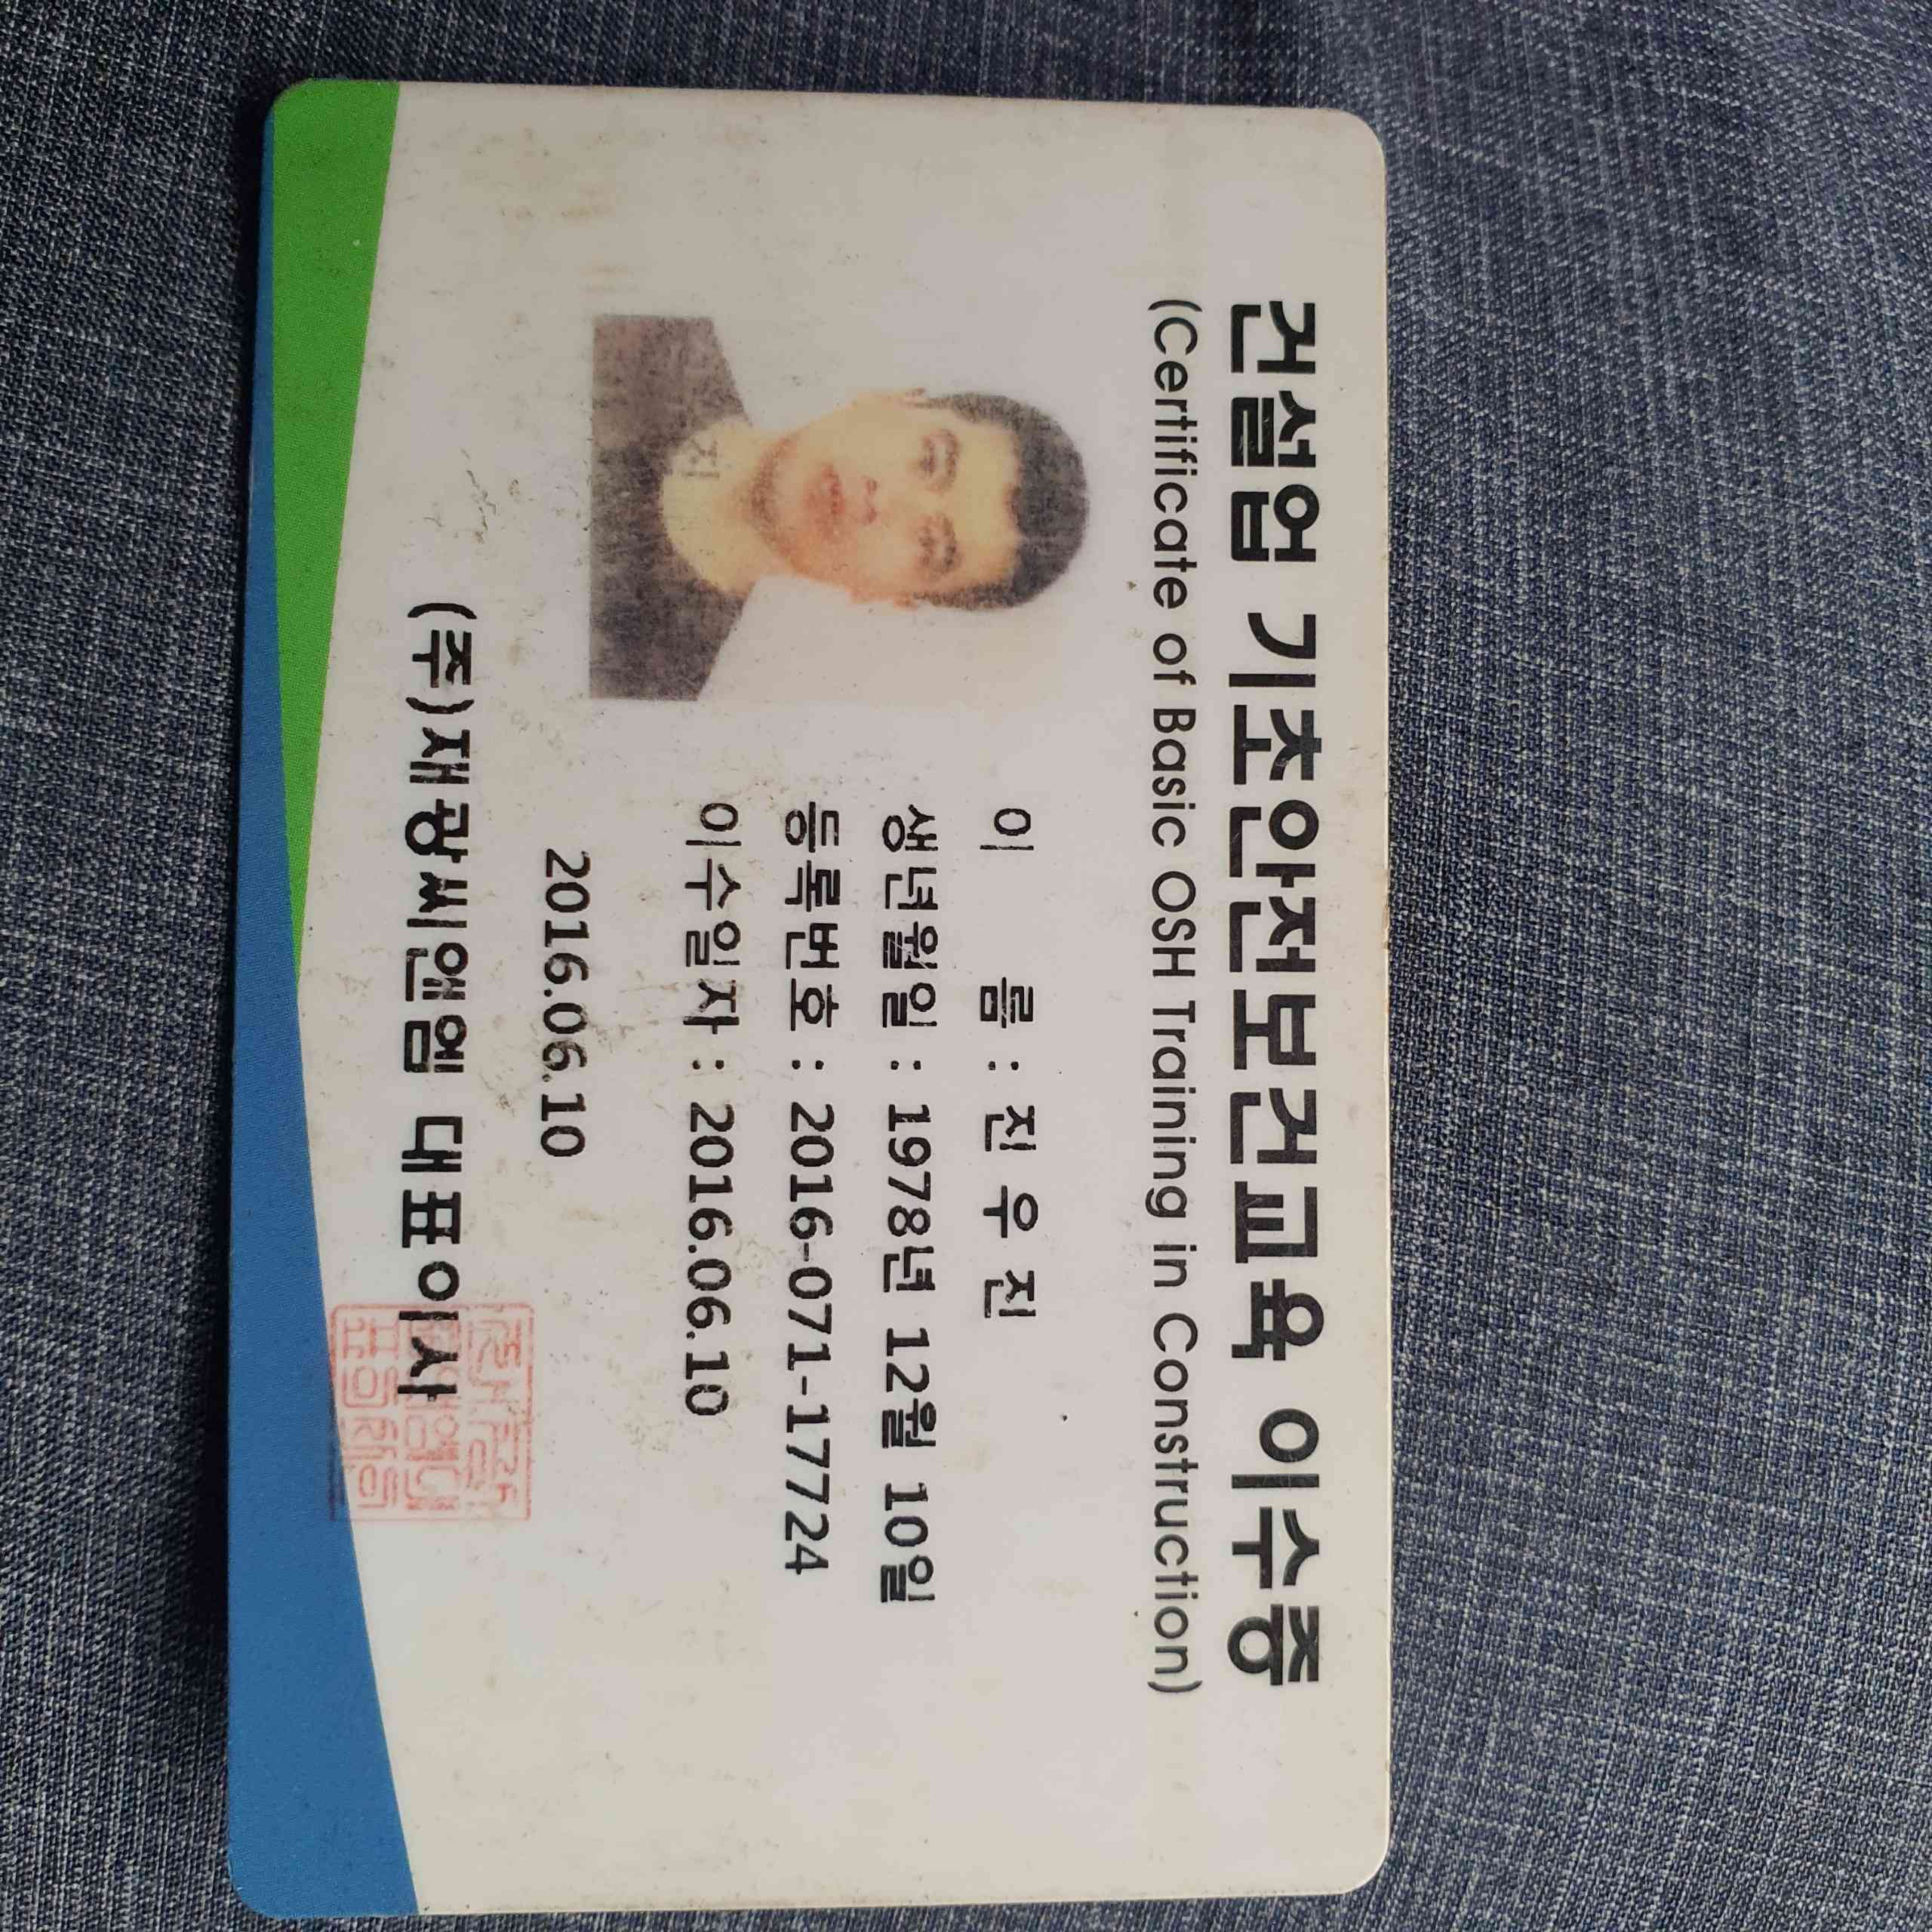 건설업 기초안전보건교육 이수증
(Certificate of Basic OSH Training in Construction)
이 름 : 진 우 진
생년월일 : 1978년 12월 10일
등록번호 : 2016-071-17724
이수일자 : 2016.06.10
2016.06.10
(주)재광씨앤엠 대표이사